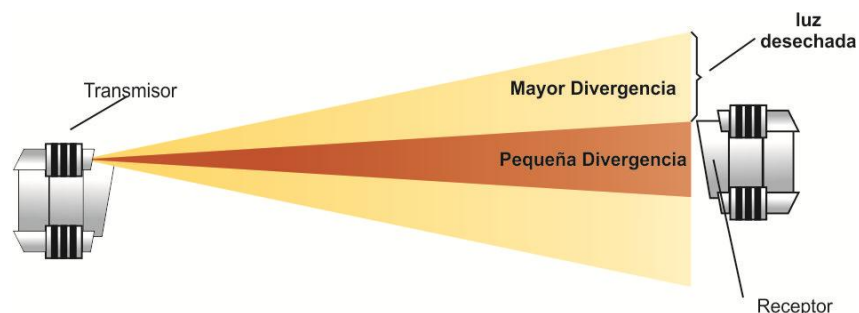 luz
desechada
Transmisor
Mayor Divergencia
Pequeña Divergencia
Receptor